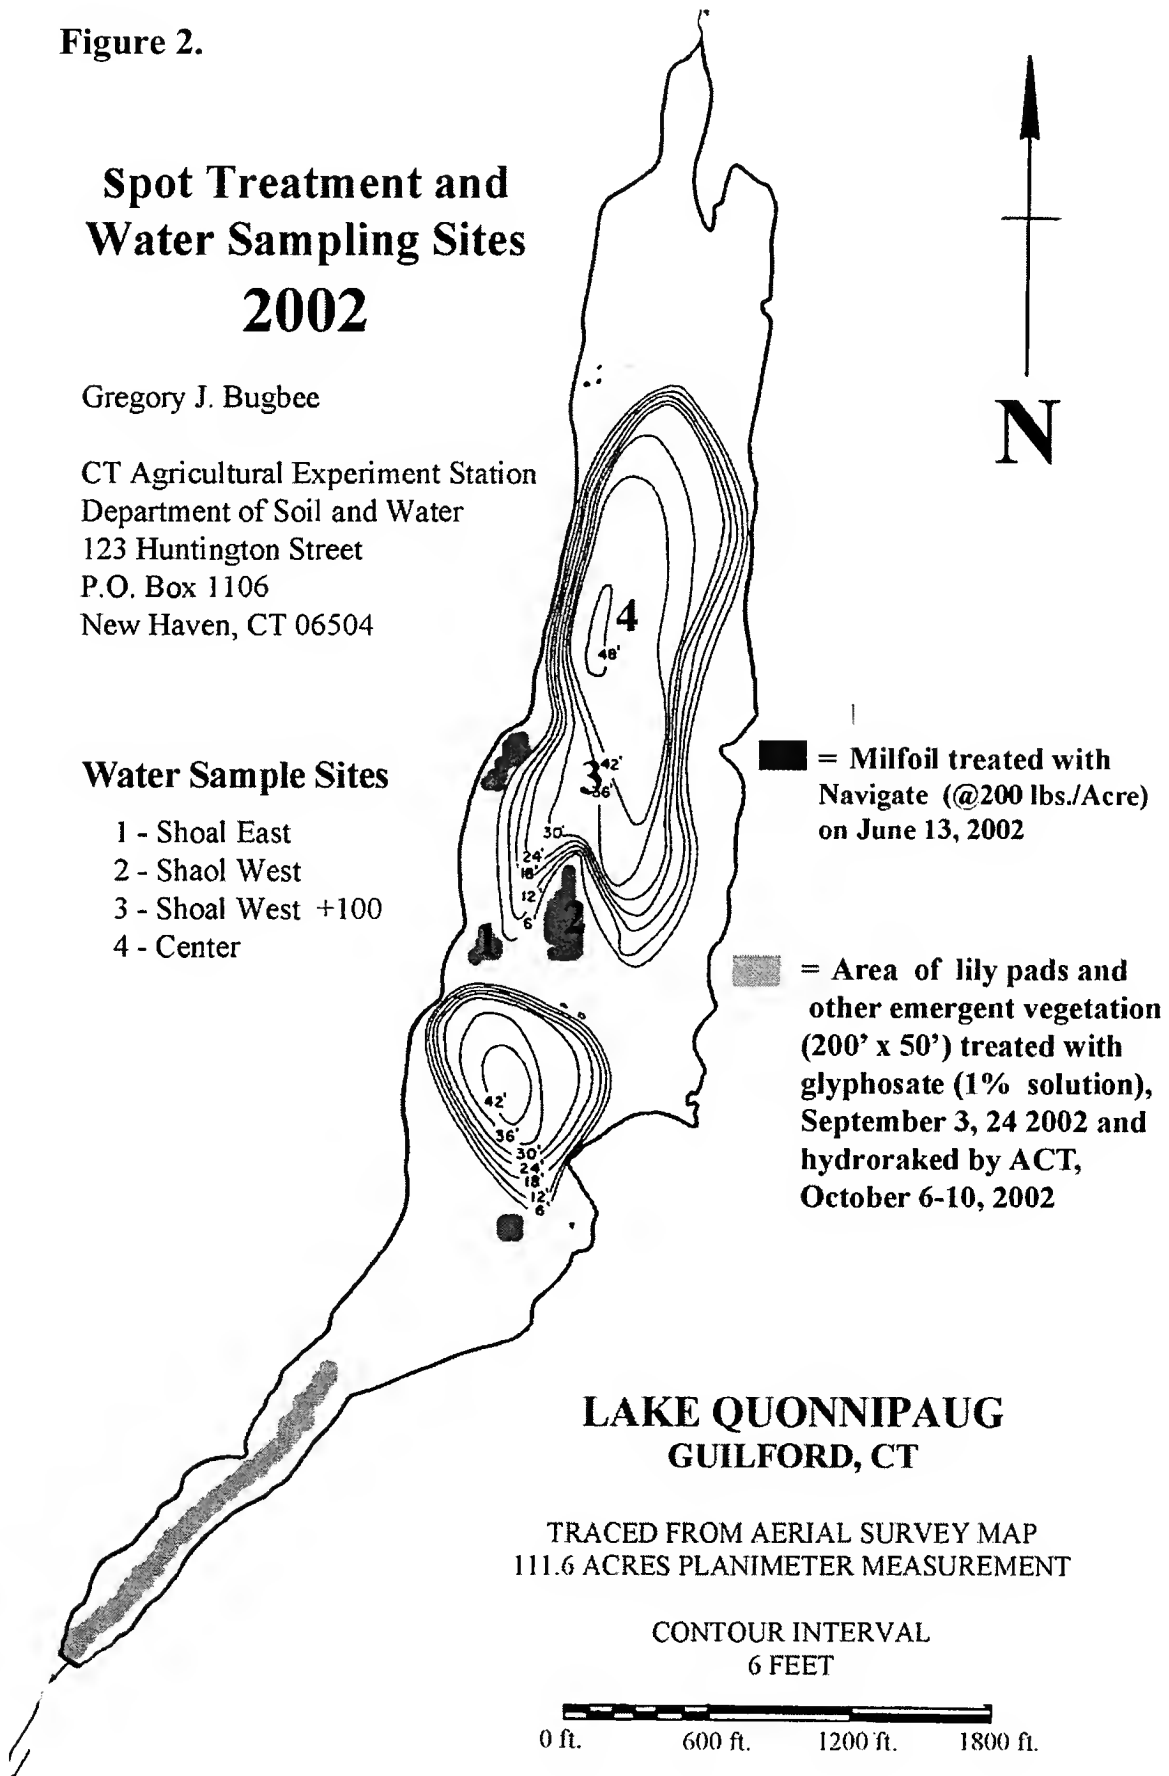 Figure 2.
Spot Treatment and
Water Sampling Sites
2002
Gregory J. Bugbee
CT Agricultural Experiment Station
Department of Soil and Water
123 Huntington Street
P.O. Box 1106
New Haven, CT 06504
N
Water Sample Sites
1 - Shoal East
2 - Shaol West
3 - Shoal West +100
4 - Center
4
48'
3
42'
36'
30'
24'
18'
12'
6'
1
2
42'
36'
30'
24'
18'
12'
6'
= Milfoil treated with
Navigate (@200 lbs./Acre)
on June 13, 2002
= Area of lily pads and
other emergent vegetation
(200' x 50') treated with
glyphosate (1% solution),
September 3, 24 2002 and
hydroraked by ACT,
October 6-10, 2002
LAKE QUONNIPAUG
GUILFORD, CT
TRACED FROM AERIAL SURVEY MAP
111.6 ACRES PLANIMETER MEASUREMENT
CONTOUR INTERVAL
6 FEET
0 ft. 600 ft. 1200 ft. 1800 ft.